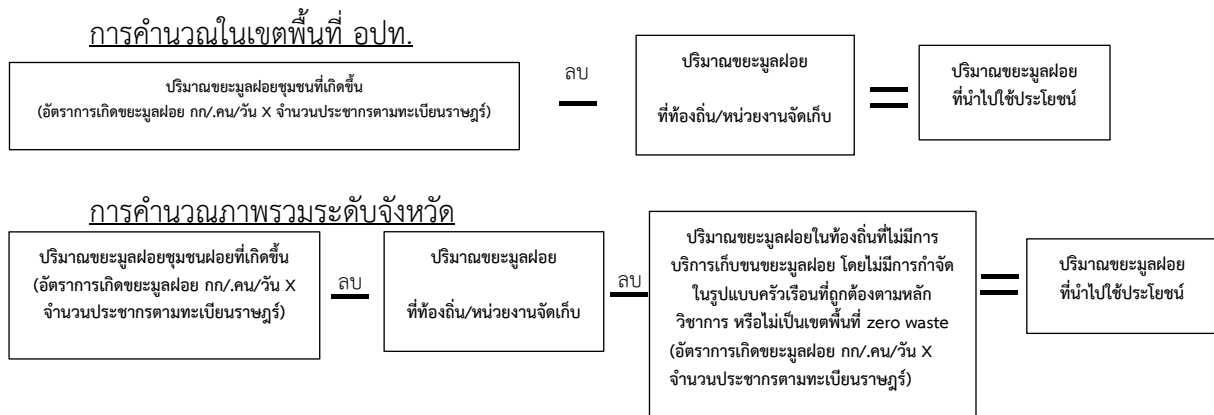 การคำนวณในเขตพื้นที่ อปท.
ปริมาณขยะมูลฝอยชุมชนที่เกิดขึ้น
(อัตราการเกิดขยะมูลฝอย กก/.คน/วัน X จำนวนประชากรตามทะเบียนราษฎร์)
ลบ
ปริมาณขยะมูลฝอย
ที่ท้องถิ่น/หน่วยงานจัดเก็บ
ปริมาณขยะมูลฝอย
ที่นำไปใช้ประโยชน์
การคำนวณภาพรวมระดับจังหวัด
ปริมาณขยะมูลฝอยชุมชนฝอยที่เกิดขึ้น
(อัตราการเกิดขยะมูลฝอย กก/.คน/วัน X
จำนวนประชากรตามทะเบียนราษฎร์)
ลบ
ปริมาณขยะมูลฝอย
ที่ท้องถิ่น/หน่วยงานจัดเก็บ
ลบ
ปริมาณขยะมูลฝอยในท้องถิ่นที่ไม่มีการ
บริการเก็บขนขยะมูลฝอย โดยไม่มีการกำจัด
ในรูปแบบครัวเรือนที่ถูกต้องตามหลัก
วิชาการ หรือไม่เป็นเขตพื้นที่ zero waste
(อัตราการเกิดขยะมูลฝอย กก/.คน/วัน X
จำนวนประชากรตามทะเบียนราษฎร์)
ปริมาณขยะมูลฝอย
ที่นำไปใช้ประโยชน์